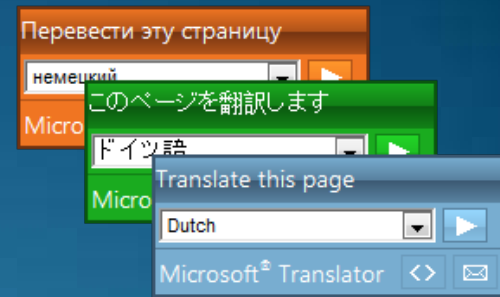 Перевести эту страницу
немецкий
Micro
このページを翻訳します
ドイツ語
Micro
Translate this page
Dutch
Microsoft® Translator